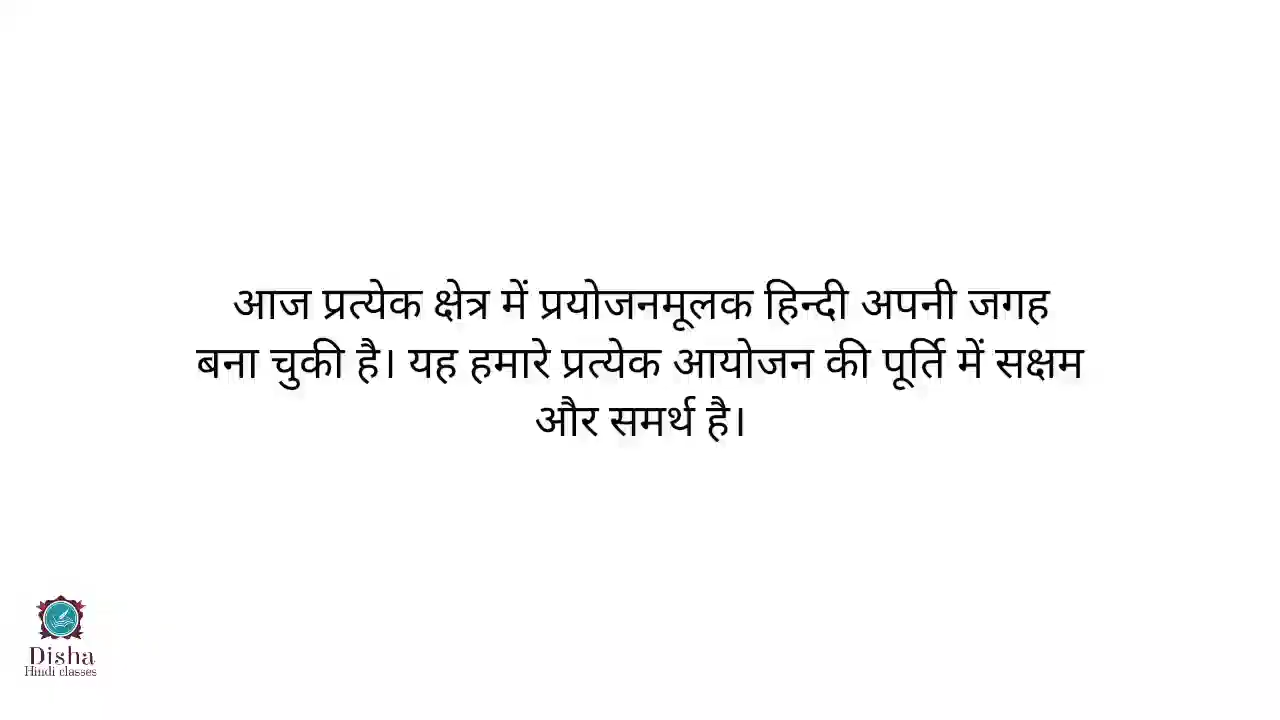 आज प्रत्येक क्षेत्र में प्रयोजनमूलक हिन्दी अपनी जगह
बना चुकी है। यह हमारे प्रत्येक आयोजन की पूर्ति में सक्षम
और समर्थ है।
Disha
Hindi classes